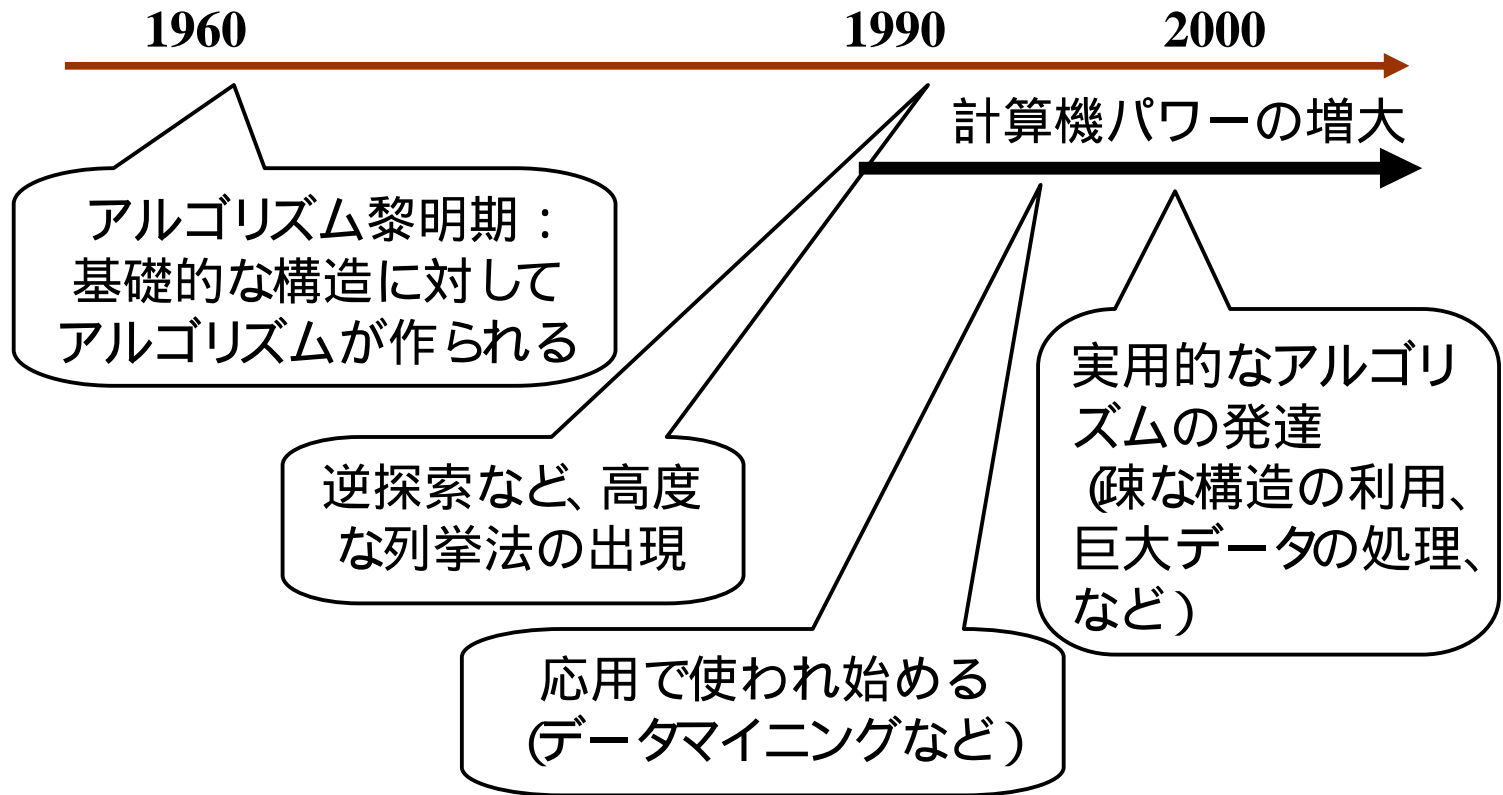 1960
1990
2000
計算機パワーの増大
アルゴリズム黎明期：
基礎的な構造に対して
アルゴリズムが作られる
逆探索など、高度
な列挙法の出現
応用で使われ始める
(データマイニングなど)
実用的なアルゴリ
ズムの発達
(疎な構造の利用、
巨大データの処理、
など)